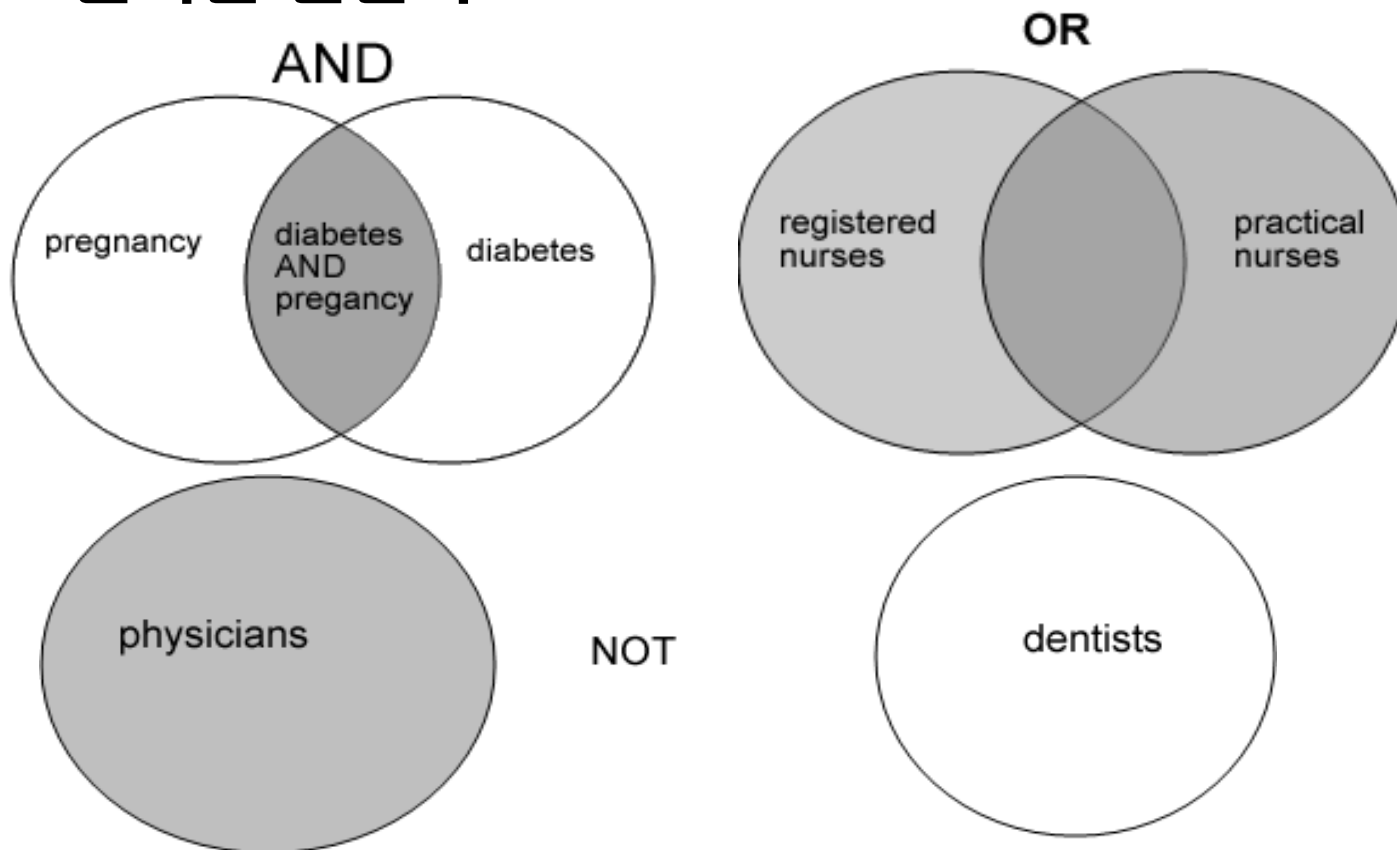 AND
pregnancy
diabetes
AND
pregancy
diabetes
OR
registered
nurses
practical
nurses
physicians
NOT
dentists